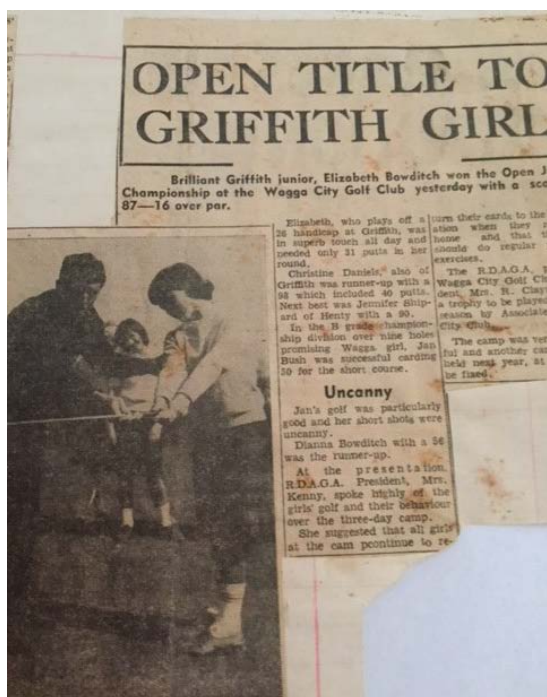 OPEN TITLE TO
GRIFFITH GIRL
Brilliant Griffith junior, Elizabeth Bowditch won the Open J
Championship at the Wagga City Golf Club yesterday with a sco
87—16 over par.
Elizabeth, who plays off a
26 handicap at Griffith, was
in superb touch all day and
needed only 31 putts in her
round.
Christine Daniels, also of
Griffith was runner-up with a
98 which included 40 putts.
Next best was Jennifer Ship-
ard of Henty with a 90.
In the B grade champion-
ship division over nine holes
promising Wagga girl, Jan
Bush was successful carding
50 for the short course.
Uncanny
Jan's golf was particularly
good and her short shots were
uncanny.
Dianna Bowditch with a 56
was the runner-up.
At the presentation,
R.D.A.G.A. President, Mrs.
Kenny, spoke highly of the
girls' golf and their behaviour
over the three-day camp.
She suggested that all girls
at the cam pcontinue to re-
turn their cards to the
ation when they
home and that
should do regular
exercises.
The R.D.A.G.A.
Wagga City Golf Cl
dent, Mrs. R. Clay
a trophy to be played
season by Associate
City Club.
The camp was ver
ful and another ca
held next year, at
be fixed.